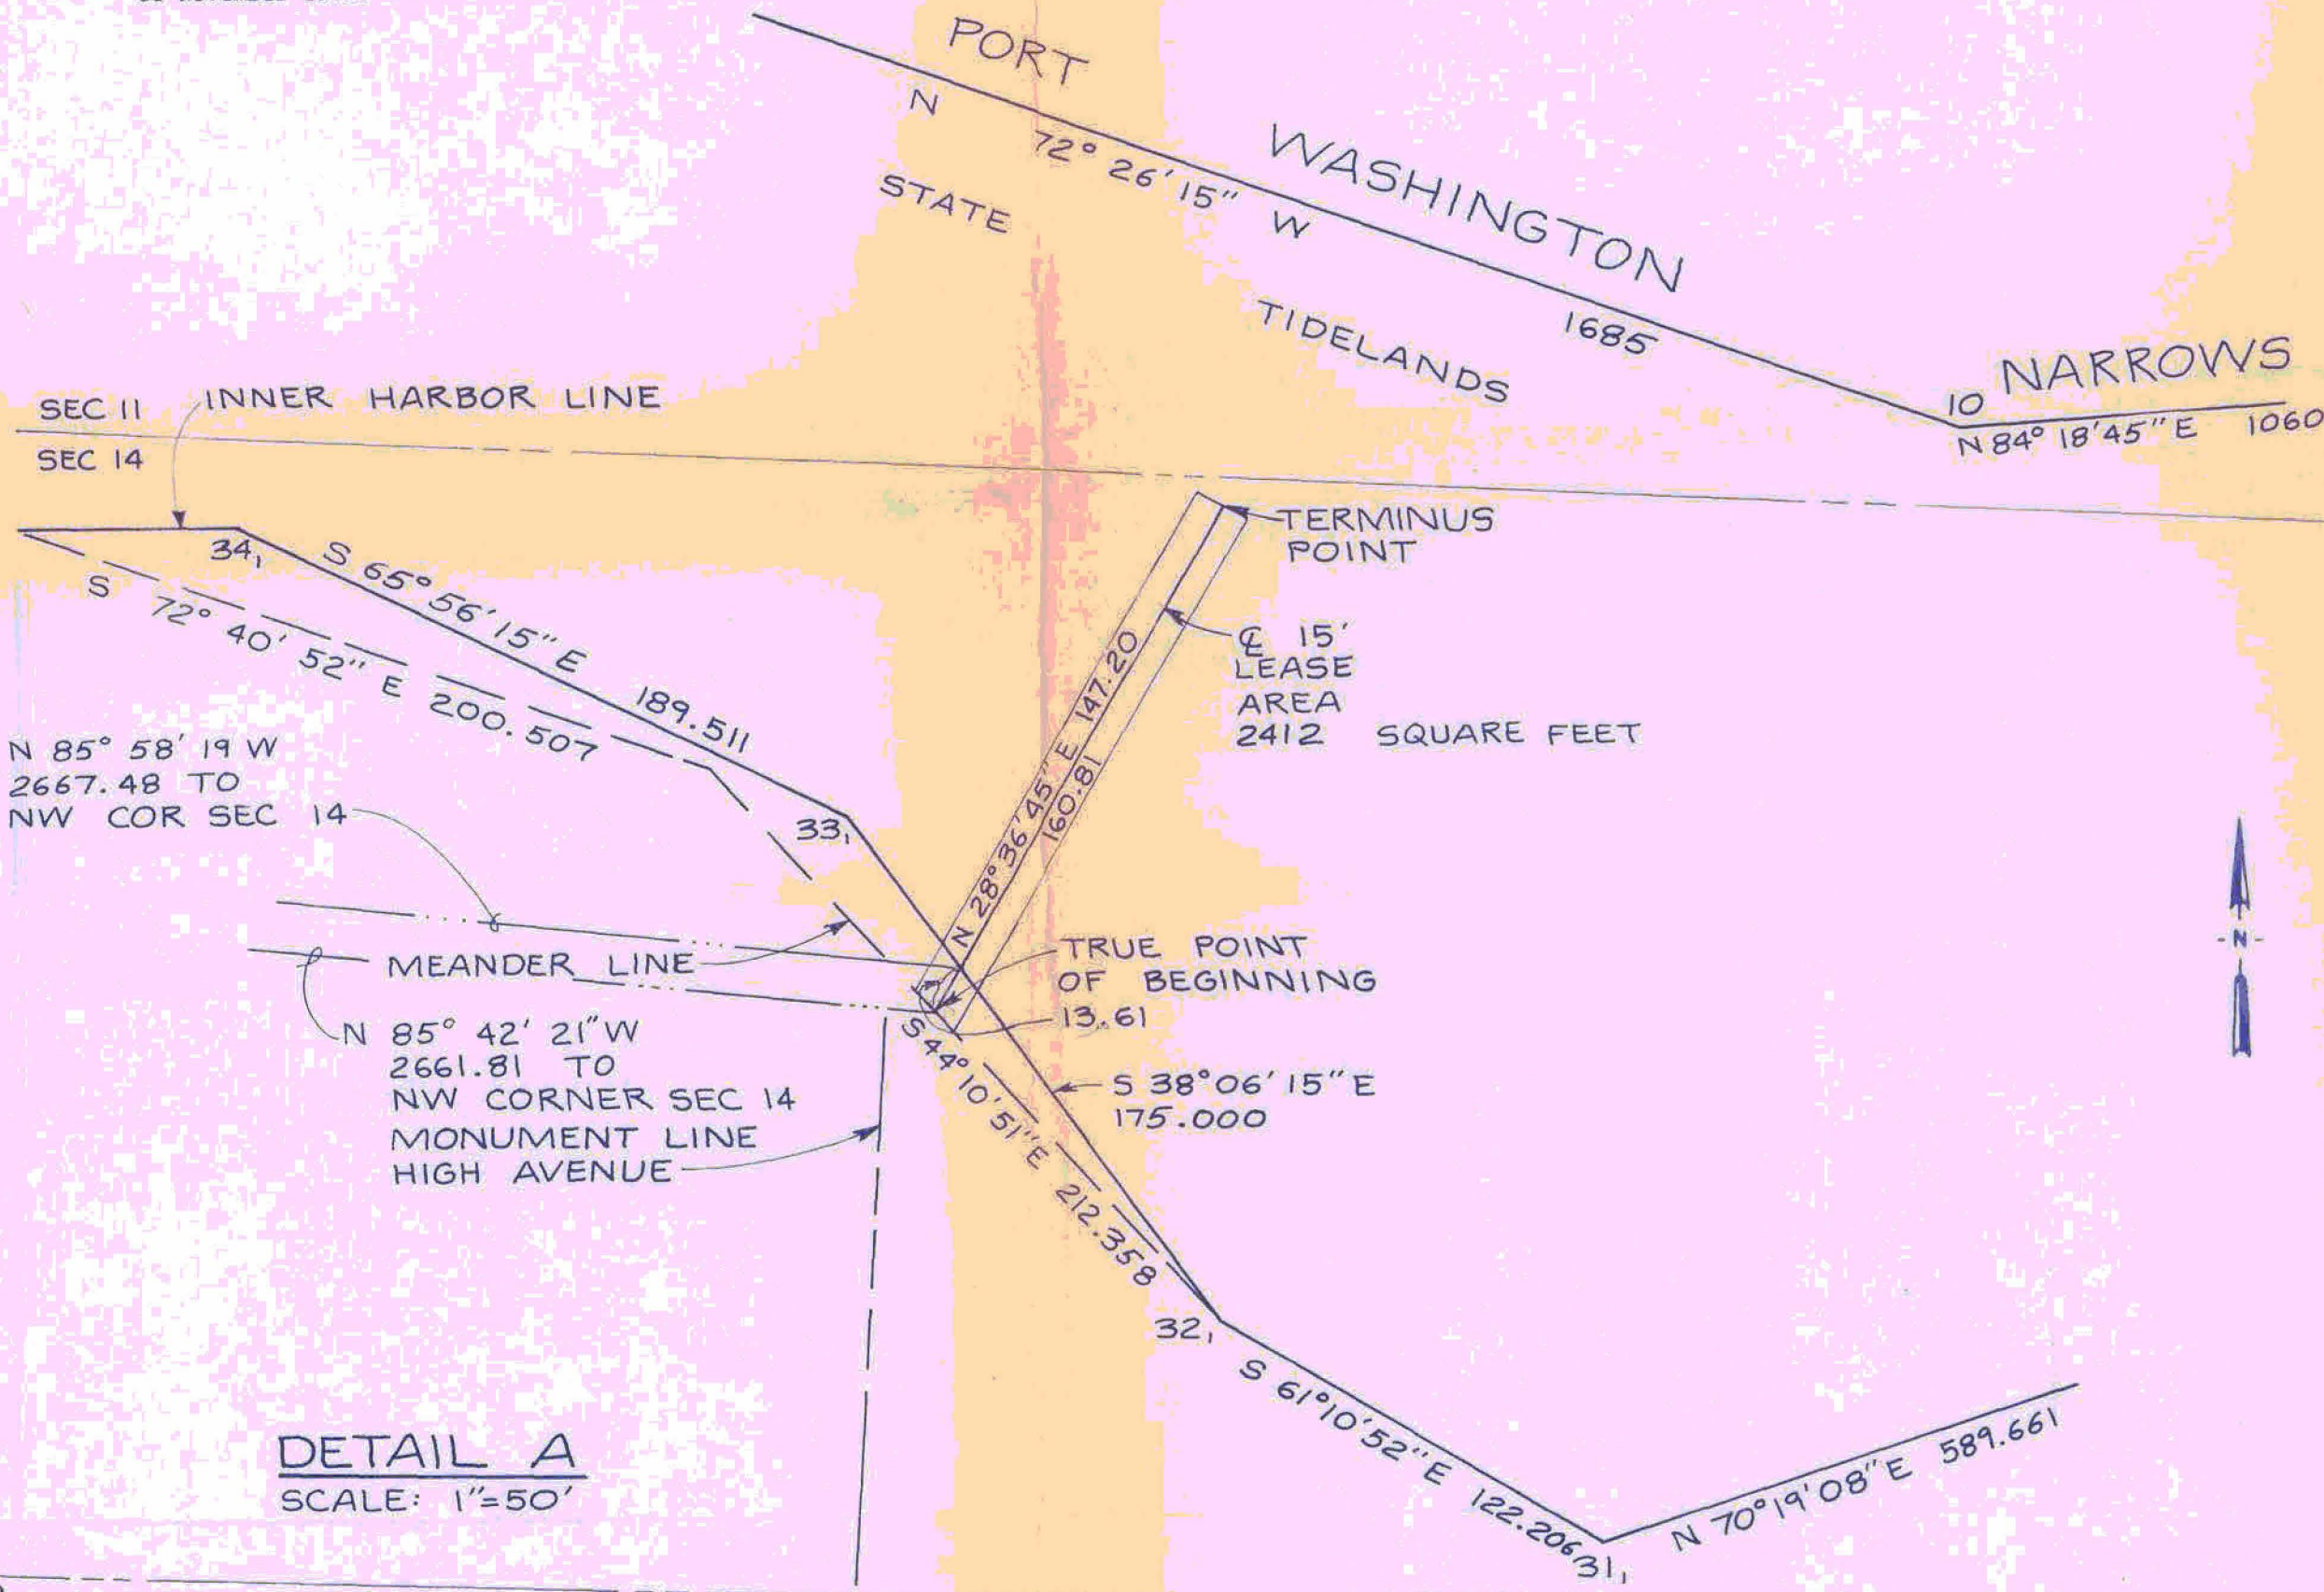 PORT
WASHINGTON
NARROWS
N 72° 26' 15" W 1685
STATE
TIDELANDS
10
N 84° 18' 45" E 1060
SEC 11
INNER HARBOR LINE
SEC 14
34,
S 65° 56' 15" E 189.511
S 72° 40' 52" E 200.507
TERMINUS
POINT
℄ 15'
LEASE
AREA
2412 SQUARE FEET
N 28° 36' 45" E 147.20
160.81
N 85° 58' 19 W
2667.48 TO
NW COR SEC 14
33,
MEANDER LINE
TRUE POINT
OF BEGINNING
13.61
N 85° 42' 21" W
2661.81 TO
NW CORNER SEC 14
MONUMENT LINE
HIGH AVENUE
S 44° 10' 51" E 212.358
S 38° 06' 15" E
175.000
-N-
32,
S 61° 10' 52" E 122.206
31,
N 70° 19' 08" E 589.661
DETAIL A
SCALE: 1"=50'